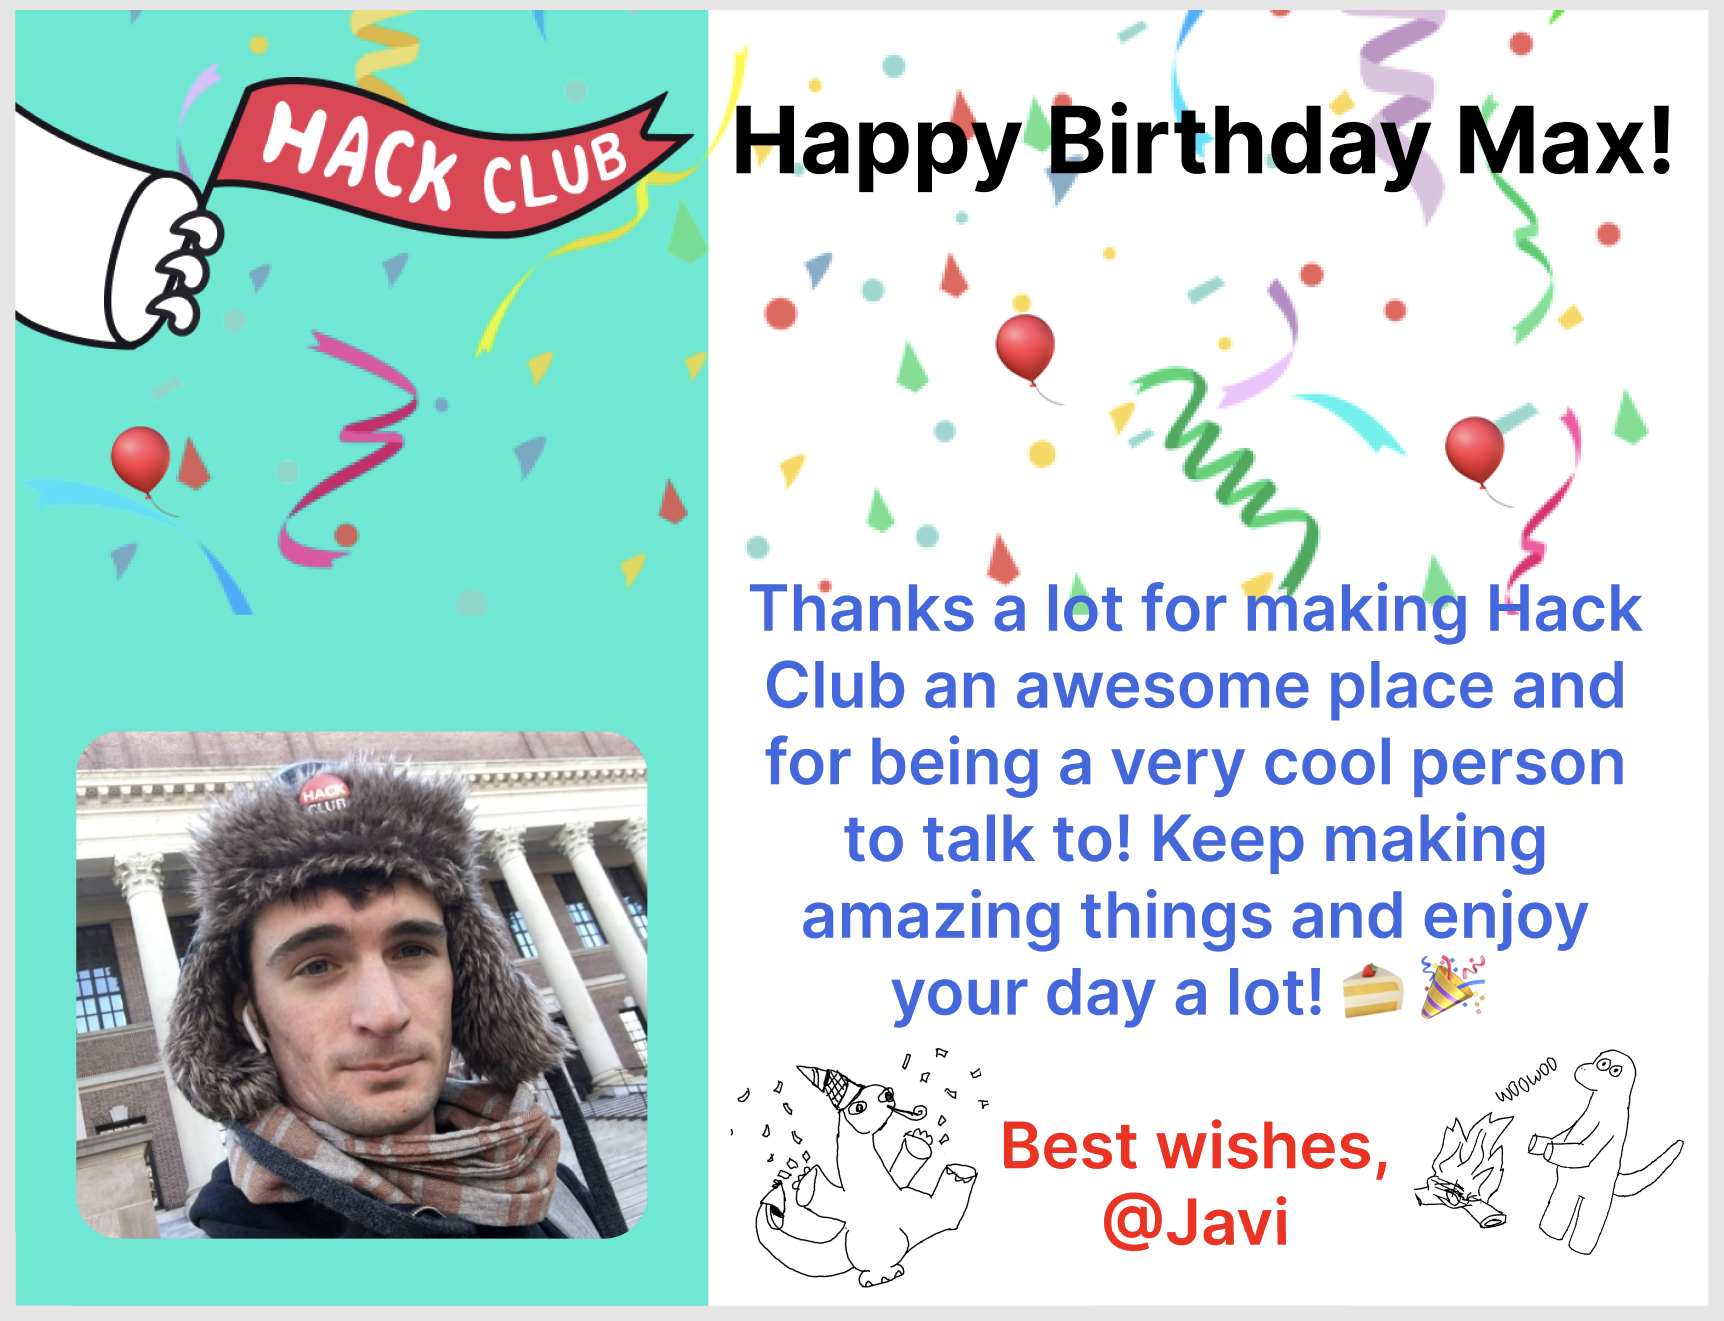 HACK CLUB
Happy Birthday Max!
Thanks a lot for making Hack
Club an awesome place and
for being a very cool person
to talk to! Keep making
amazing things and enjoy
your day a lot! 🍰 🎉
HACK
CLUB
WOOWOO
Best wishes,
@Javi